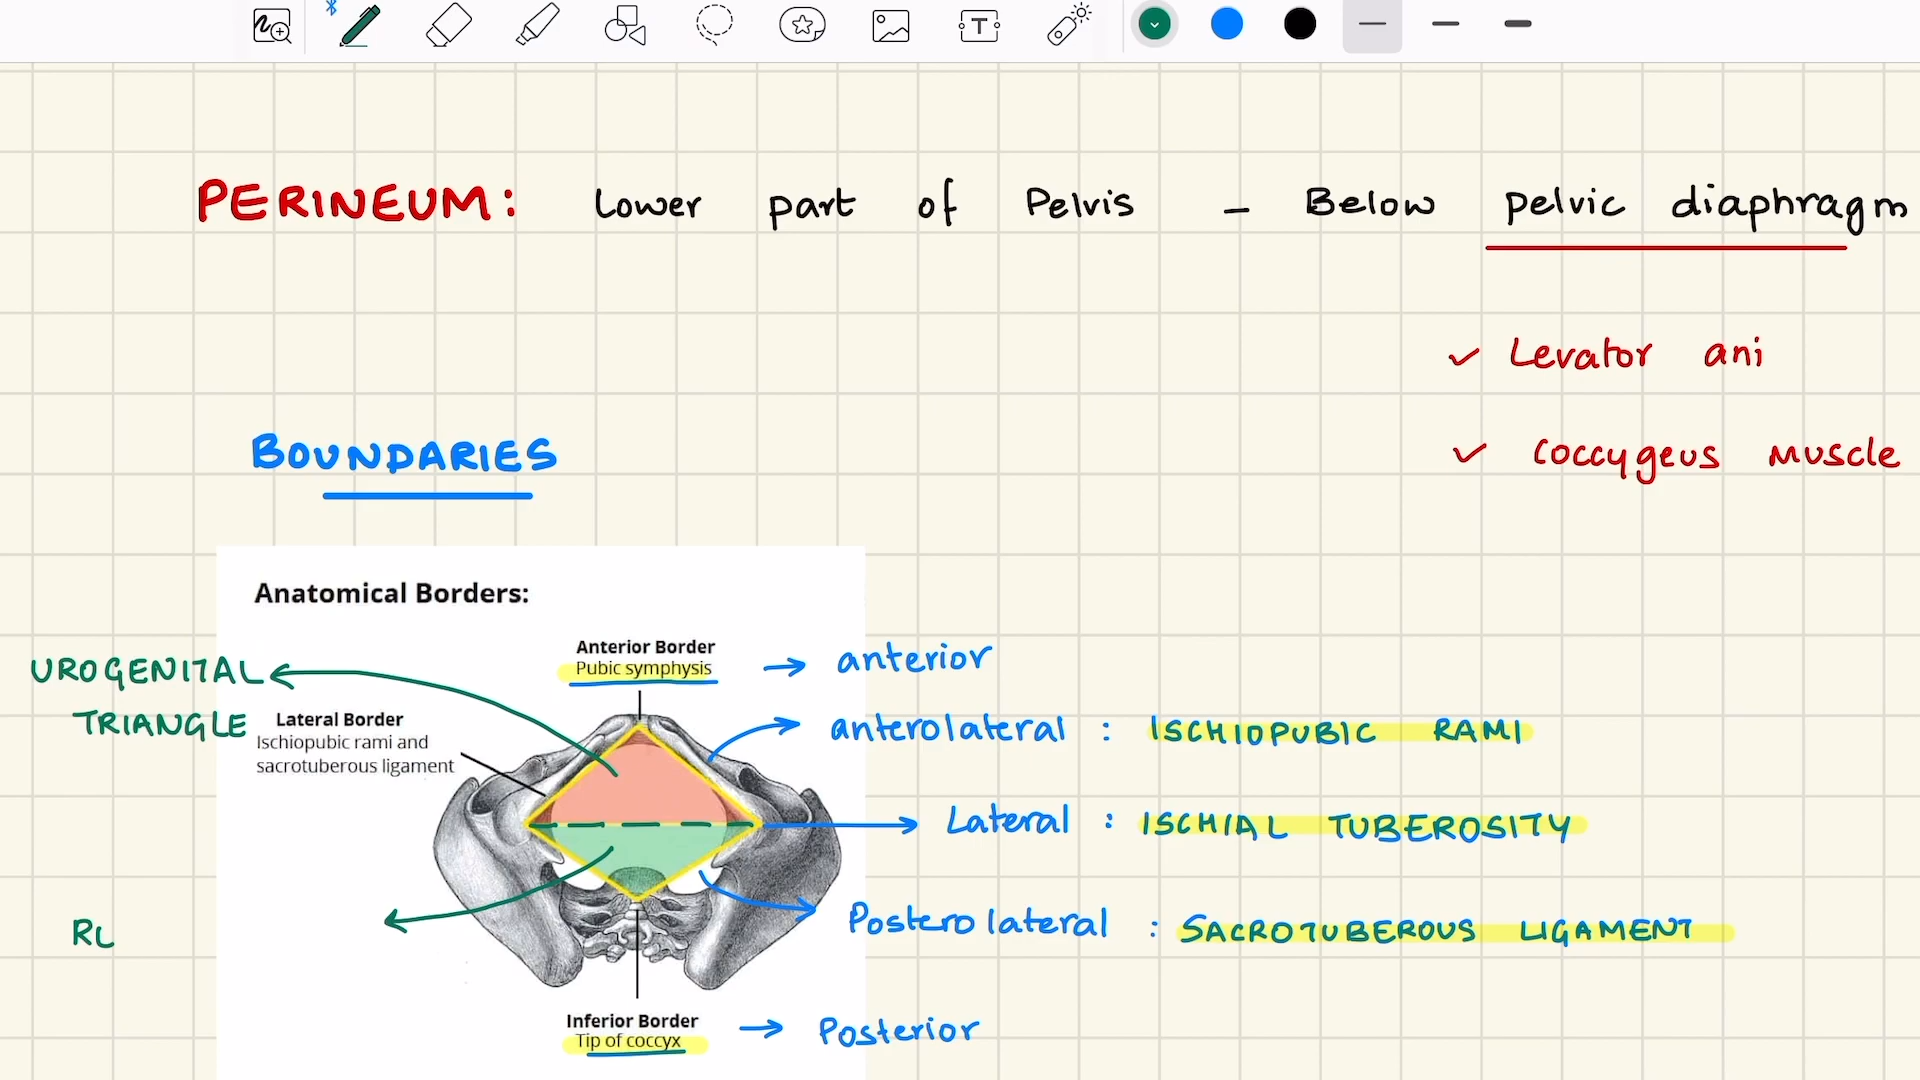 PERINEUM: Lower part of Pelvis - Below pelvic diaphragm
✓ Levator ani
✓ Coccygeus muscle
BOUNDARIES
Anatomical Borders:
Anterior Border
Pubic symphysis → anterior
UROGENITAL
TRIANGLE
Lateral Border
Ischiopubic rami and
sacrotuberous ligament
anterolateral : ISCHIOPUBIC RAMI
Lateral : ISCHIAL TUBEROSITY
Posterolateral : SACROTUBEROUS LIGAMENT
RL
Inferior Border
Tip of coccyx → Posterior